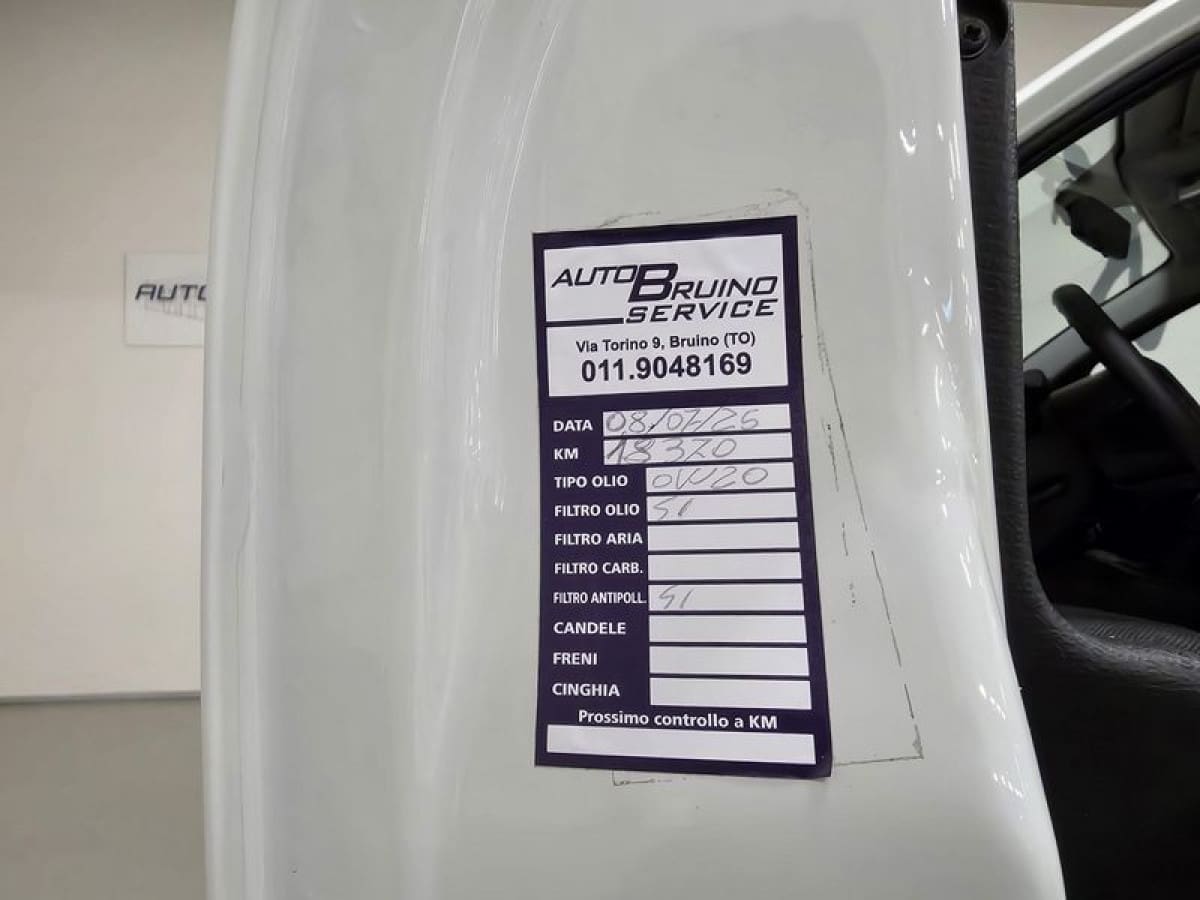 AUTO
AUTO BRUINO
SERVICE
Via Torino 9, Bruino (TO)
011.9048169
DATA 08/07/25
KM 18370
TIPO OLIO 0W20
FILTRO OLIO SI
FILTRO ARIA
FILTRO CARB.
FILTRO ANTIPOLL. SI
CANDELE
FRENI
CINGHIA
Prossimo controllo a KM